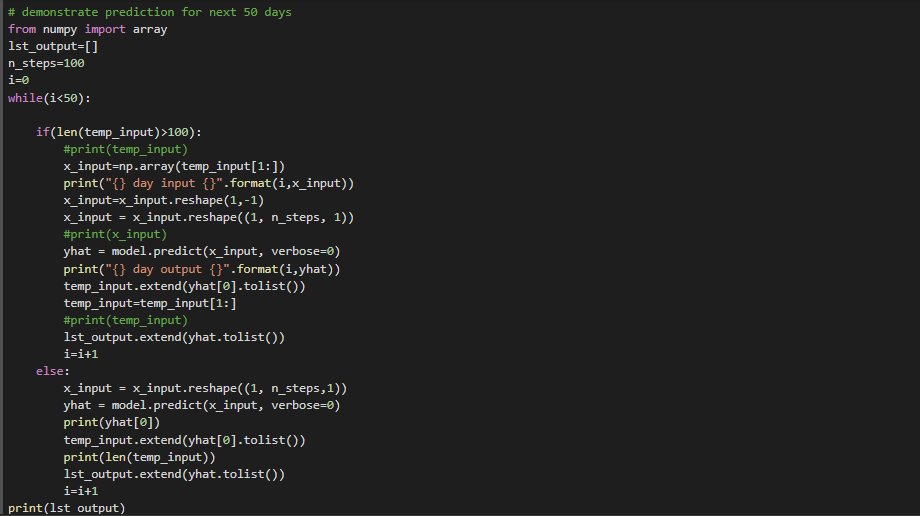 # demonstrate prediction for next 50 days
from numpy import array
lst_output=[]
n_steps=100
i=0
while(i<50):
    if(len(temp_input)>100):
        #print(temp_input)
        x_input=np.array(temp_input[1:])
        print("{} day input {}".format(i,x_input))
        x_input=x_input.reshape(1,-1)
        x_input = x_input.reshape((1, n_steps, 1))
        #print(x_input)
        yhat = model.predict(x_input, verbose=0)
        print("{} day output {}".format(i,yhat))
        temp_input.extend(yhat[0].tolist())
        temp_input=temp_input[1:]
        #print(temp_input)
        lst_output.extend(yhat.tolist())
        i=i+1
    else:
        x_input = x_input.reshape((1, n_steps,1))
        yhat = model.predict(x_input, verbose=0)
        print(yhat[0])
        temp_input.extend(yhat[0].tolist())
        print(len(temp_input))
        lst_output.extend(yhat.tolist())
        i=i+1
print(lst_output)